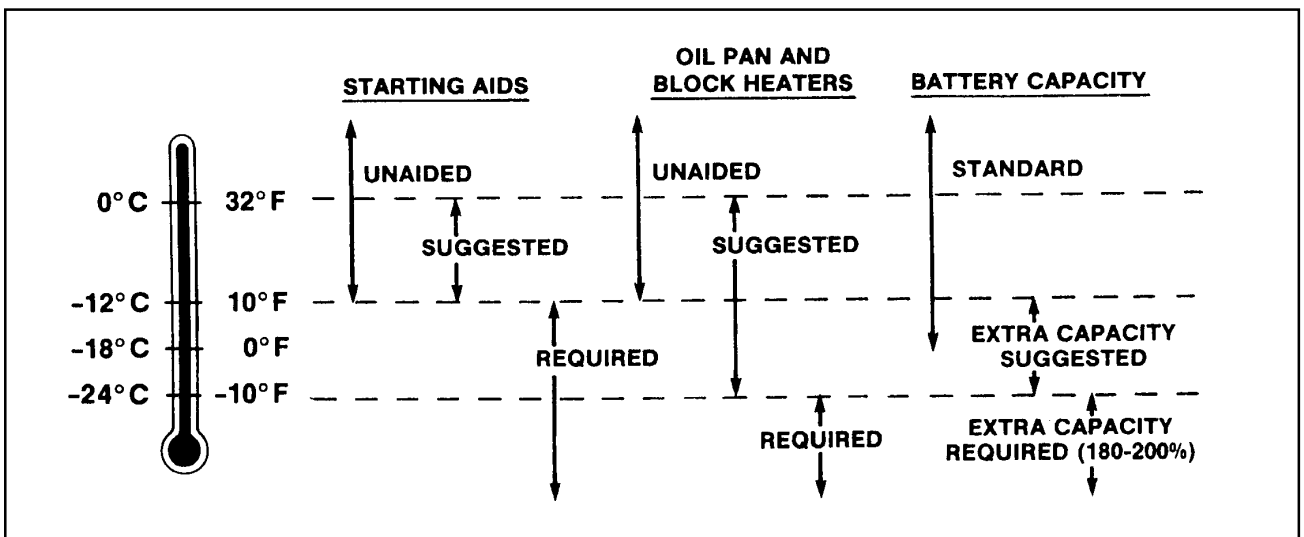 STARTING AIDS
OIL PAN AND
BLOCK HEATERS
BATTERY CAPACITY
UNAIDED
UNAIDED
STANDARD
0°C 32°F
SUGGESTED
SUGGESTED
-12°C 10°F
REQUIRED
EXTRA CAPACITY
SUGGESTED
-18°C 0°F
-24°C -10°F
REQUIRED
EXTRA CAPACITY
REQUIRED (180-200%)